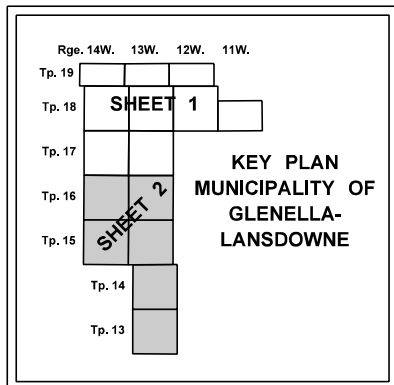 Rge. 14W. 13W. 12W. 11W.
Tp. 19
Tp. 18
SHEET 1
Tp. 17
Tp. 16
Tp. 15
SHEET 2
Tp. 14
Tp. 13
KEY PLAN
MUNICIPALITY OF
GLENELLA-
LANSDOWNE